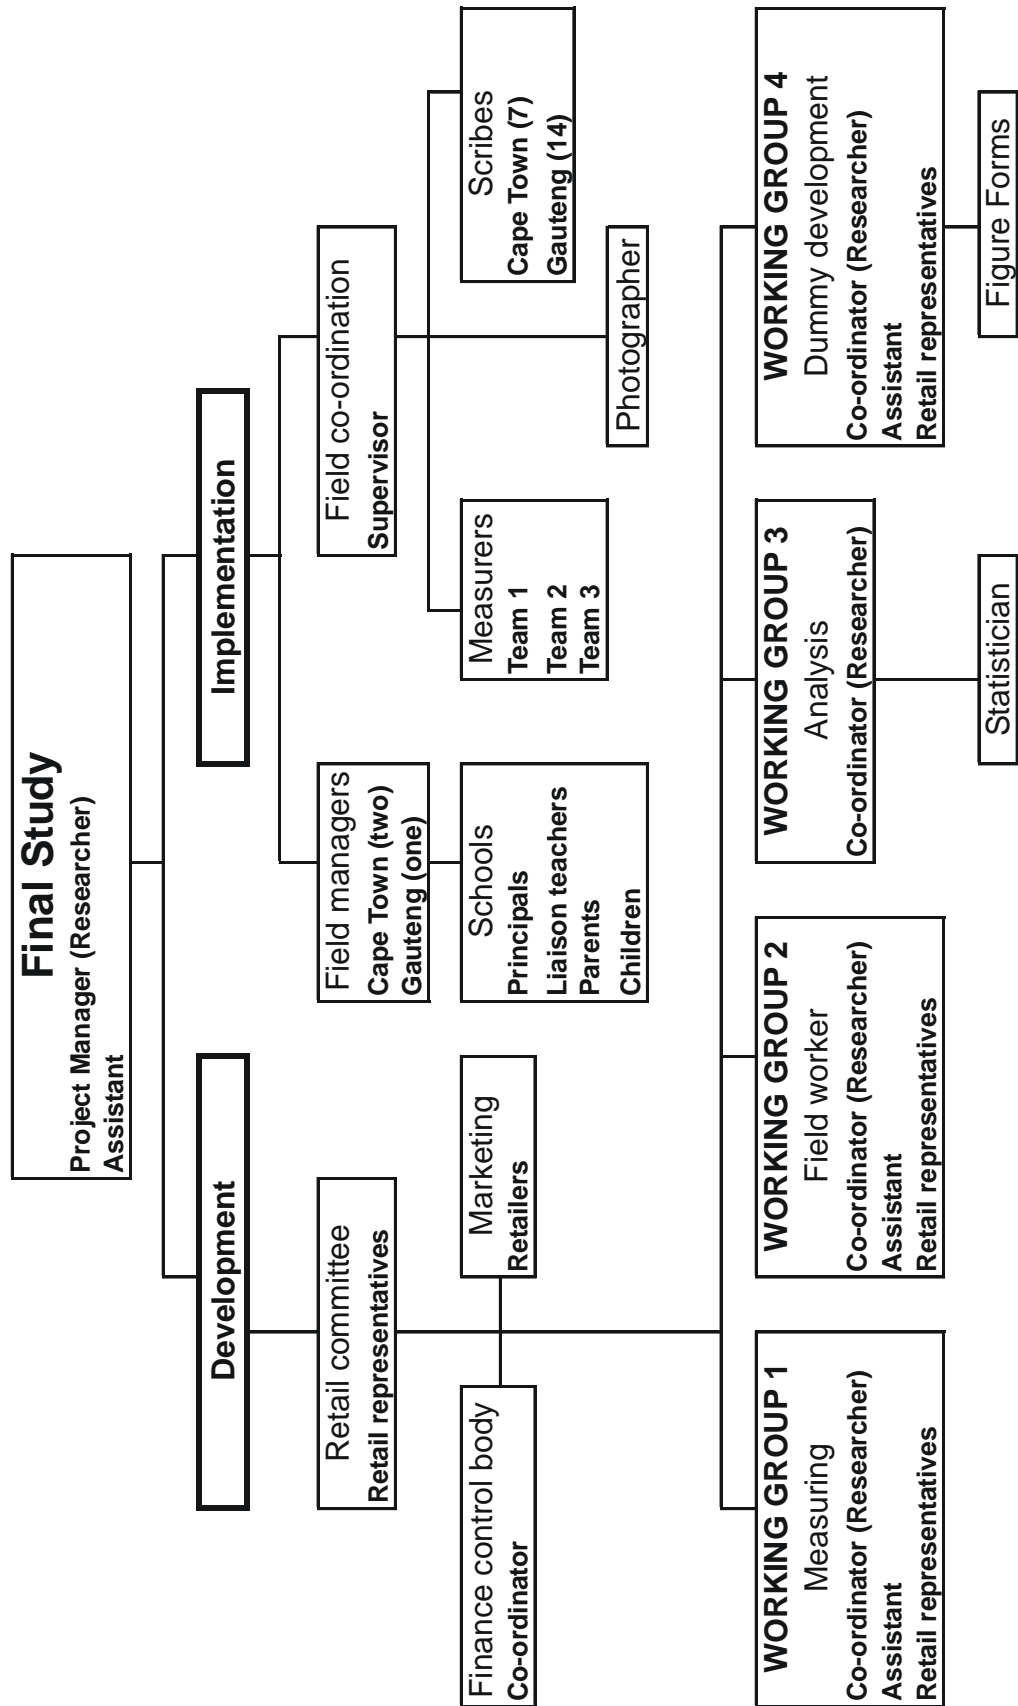 Final Study
Project Manager (Researcher)
Assistant
Development
Implementation
Retail committee
Retail representatives
Field managers
Cape Town (two)
Gauteng (one)
Field co-ordination
Supervisor
Finance control body
Co-ordinator
Marketing
Retailers
Schools
Principals
Liaison teachers
Parents
Children
Measurers
Team 1
Team 2
Team 3
Scribes
Cape Town (7)
Gauteng (14)
Photographer
WORKING GROUP 1
Measuring
Co-ordinator (Researcher)
Assistant
Retail representatives
WORKING GROUP 2
Field worker
Co-ordinator (Researcher)
Assistant
Retail representatives
WORKING GROUP 3
Analysis
Co-ordinator (Researcher)
WORKING GROUP 4
Dummy development
Co-ordinator (Researcher)
Assistant
Retail representatives
Statistician
Figure Forms